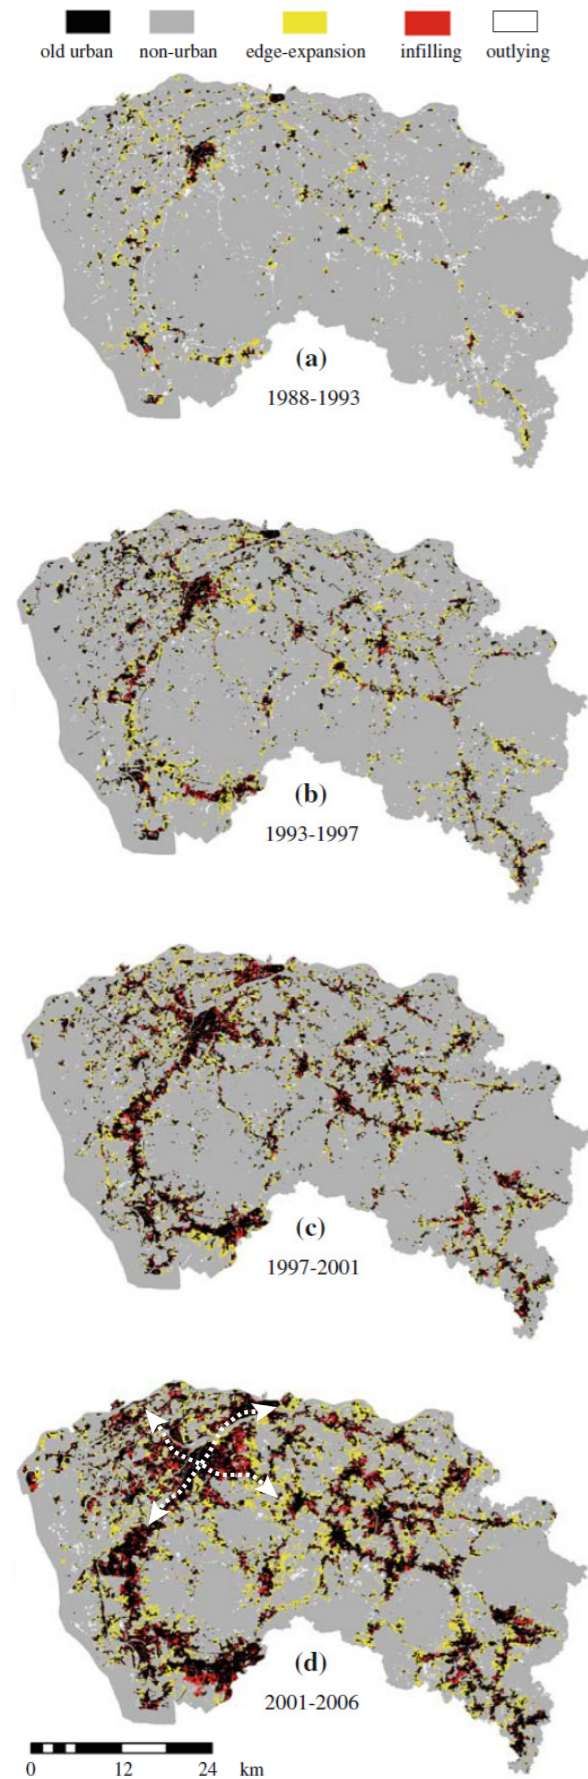 old urban non-urban edge-expansion infilling outlying
(a)
1988-1993
(b)
1993-1997
(c)
1997-2001
(d)
2001-2006
0 12 24 km